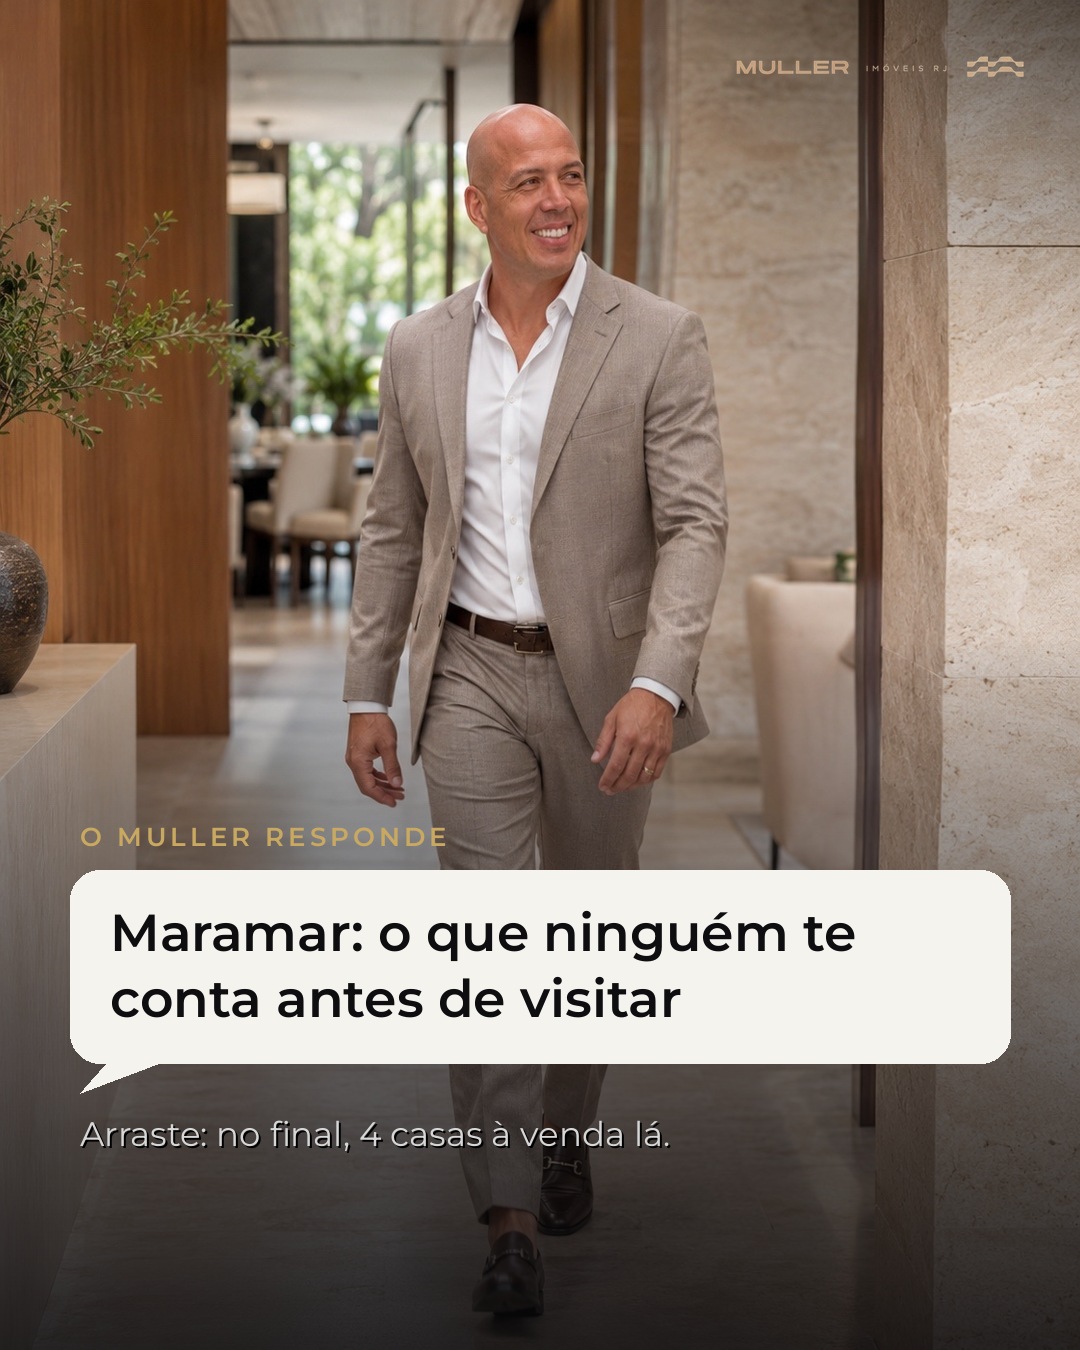 MULLER IMÓVEIS RJ
O MULLER RESPONDE
Maramar: o que ninguém te
conta antes de visitar
Arraste: no final, 4 casas à venda lá.